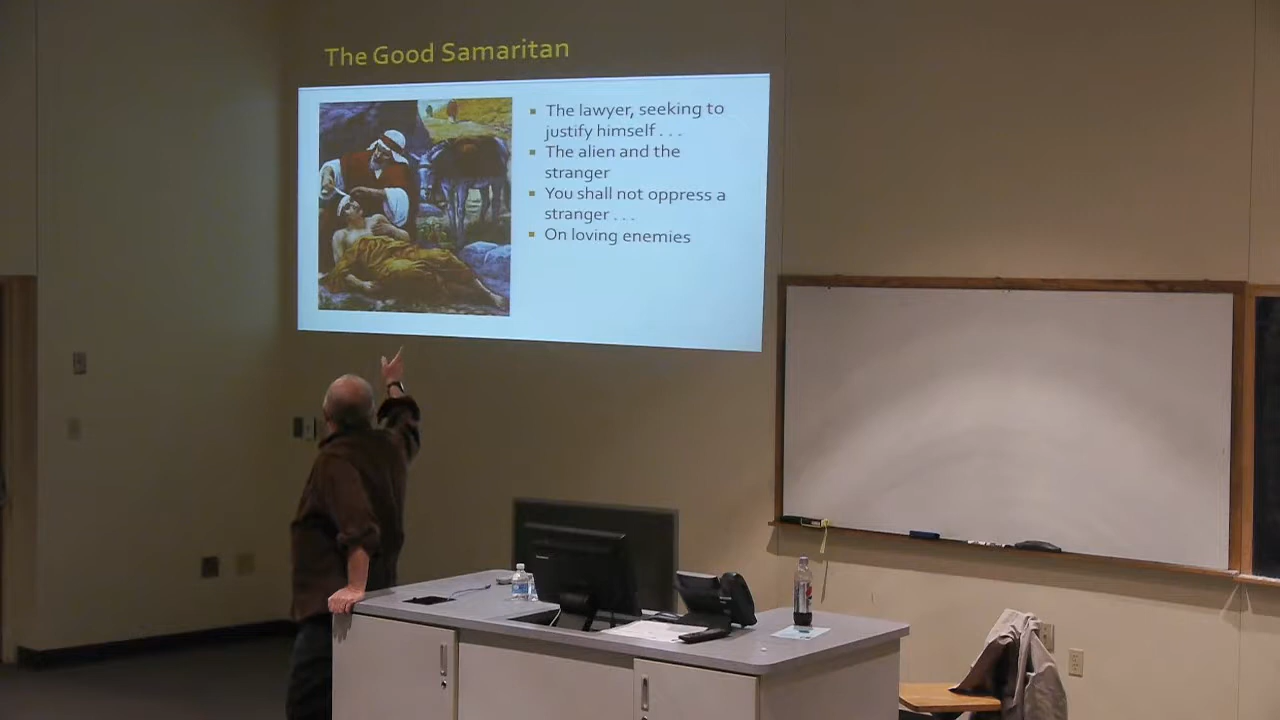 The Good Samaritan
The lawyer, seeking to
justify himself . . .
The alien and the
stranger
You shall not oppress a
stranger . . .
On loving enemies